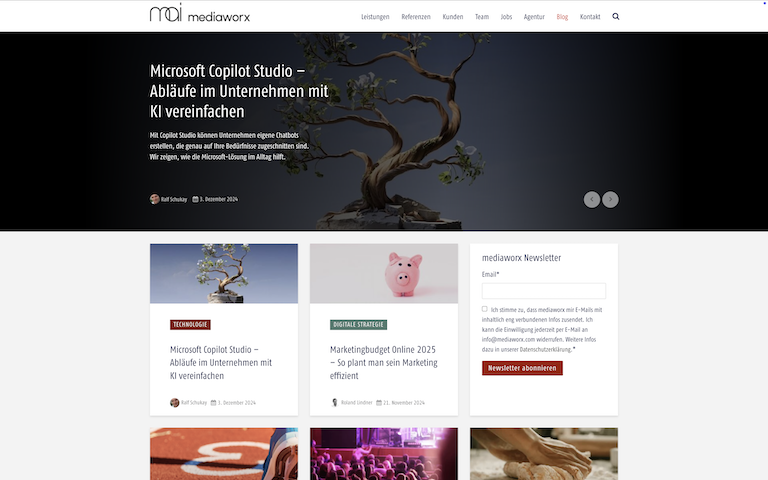 mai mediaworx
Leistungen Referenzen Kunden Team Jobs Agentur Blog Kontakt
Microsoft Copilot Studio –
Abläufe im Unternehmen mit
KI vereinfachen
Mit Copilot Studio können Unternehmen eigene Chatbots
erstellen, die genau auf Ihre Bedürfnisse zugeschnitten sind.
Wir zeigen, wie die Microsoft-Lösung im Alltag hilft.
Ralf Schukay 3. Dezember 2024
TECHNOLOGIE
Microsoft Copilot Studio –
Abläufe im Unternehmen mit
KI vereinfachen
Ralf Schukay 3. Dezember 2024
DIGITALE STRATEGIE
Marketingbudget Online 2025
– So plant man sein Marketing
effizient
Roland Lindner 21. November 2024
mediaworx Newsletter
Email*
Ich stimme zu, dass mediaworx mir E-Mails mit
inhaltlich eng verbundenen Infos zusendet. Ich
kann die Einwilligung jederzeit per E-Mail an
info@mediaworx.com widerrufen. Weitere Infos
dazu in unserer Datenschutzerklärung.*
Newsletter abonnieren
3